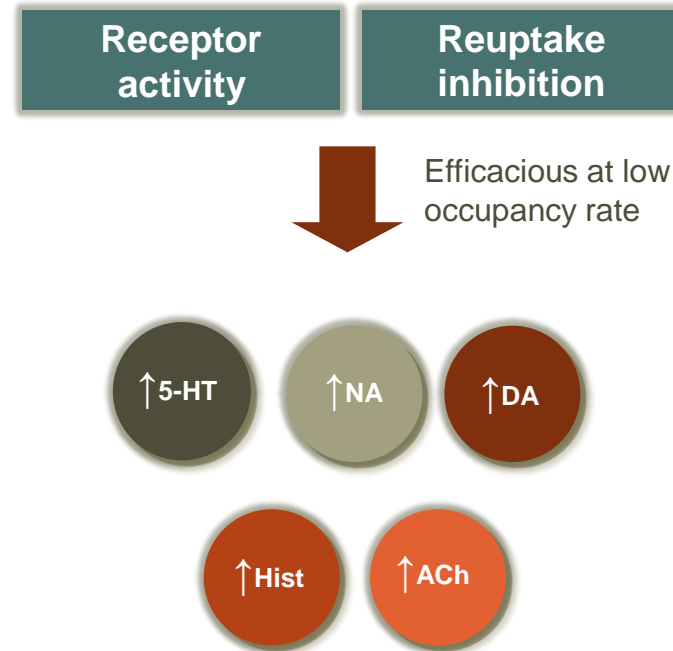 Receptor
activity
Reuptake
inhibition
Efficacious at low
occupancy rate
↑5-HT
↑NA
↑DA
↑Hist
↑ACh